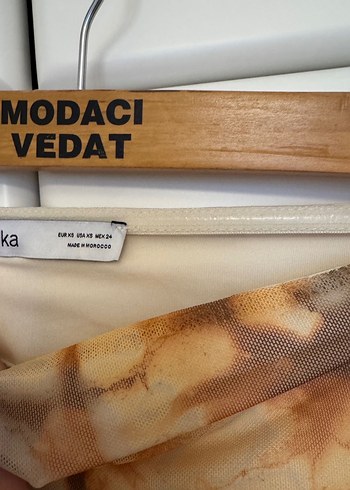 MODACI
VEDAT
ka
EUR XS USA XS MEX 24
MADE IN MOROCCO